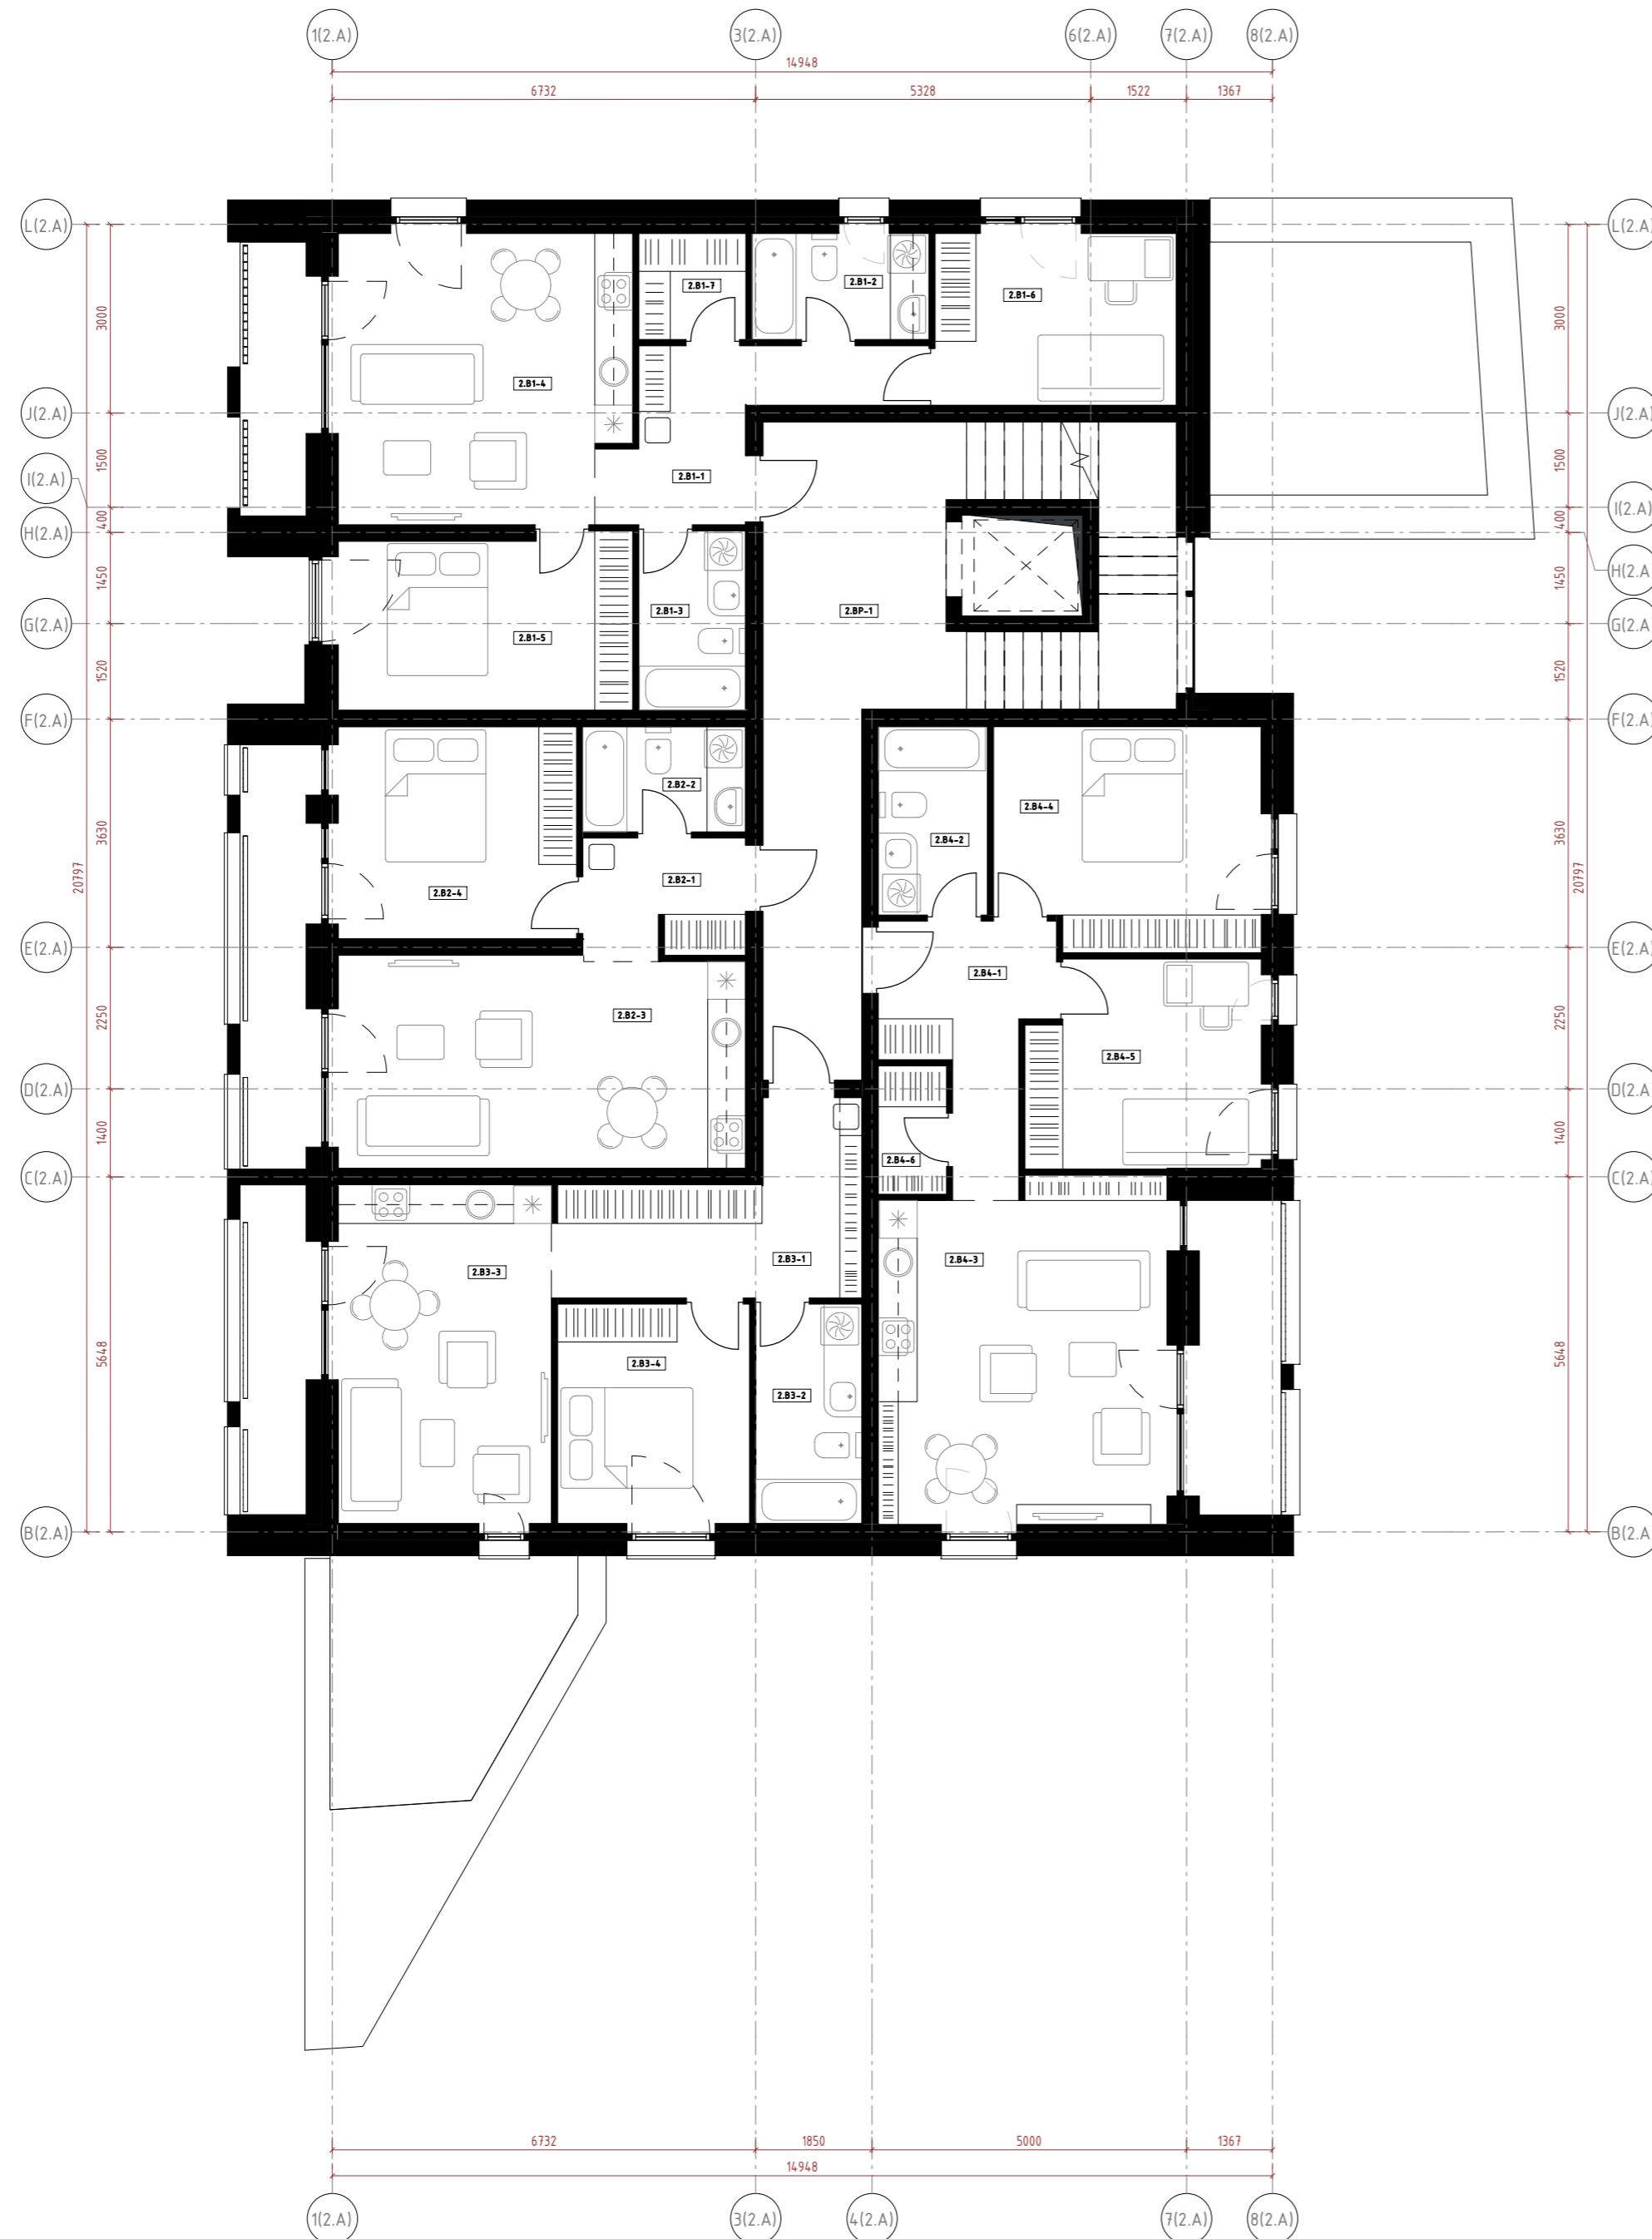 1(2.A) 3(2.A) 6(2.A) 7(2.A) 8(2.A)
14948
6732 5328 1522 1367
L(2.A) L(2.A)
2.B1-7 2.B1-2 2.B1-6
3000 3000
2.B1-4
J(2.A) J(2.A)
1500 1500
I(2.A) 2.B1-1
I(2.A)
400 400
H(2.A)
H(2.A)
1450 1450
2.B1-3 2.BP-1
G(2.A) G(2.A)
2.B1-5
1520 1520
F(2.A) F(2.A)
2.B2-2
2.B4-4
3630 3630
2.B4-2
20797 20797
2.B2-4 2.B2-1
E(2.A) E(2.A)
2.B4-1
2250 2250
2.B2-3
2.B4-5
D(2.A) D(2.A)
1400 1400
2.B4-6
C(2.A) C(2.A)
2.B3-3 2.B3-1 2.B4-3
5648 5648
2.B3-4
2.B3-2
B(2.A) B(2.A)
6732 1850 5000 1367
14948
1(2.A) 3(2.A) 4(2.A) 7(2.A) 8(2.A)